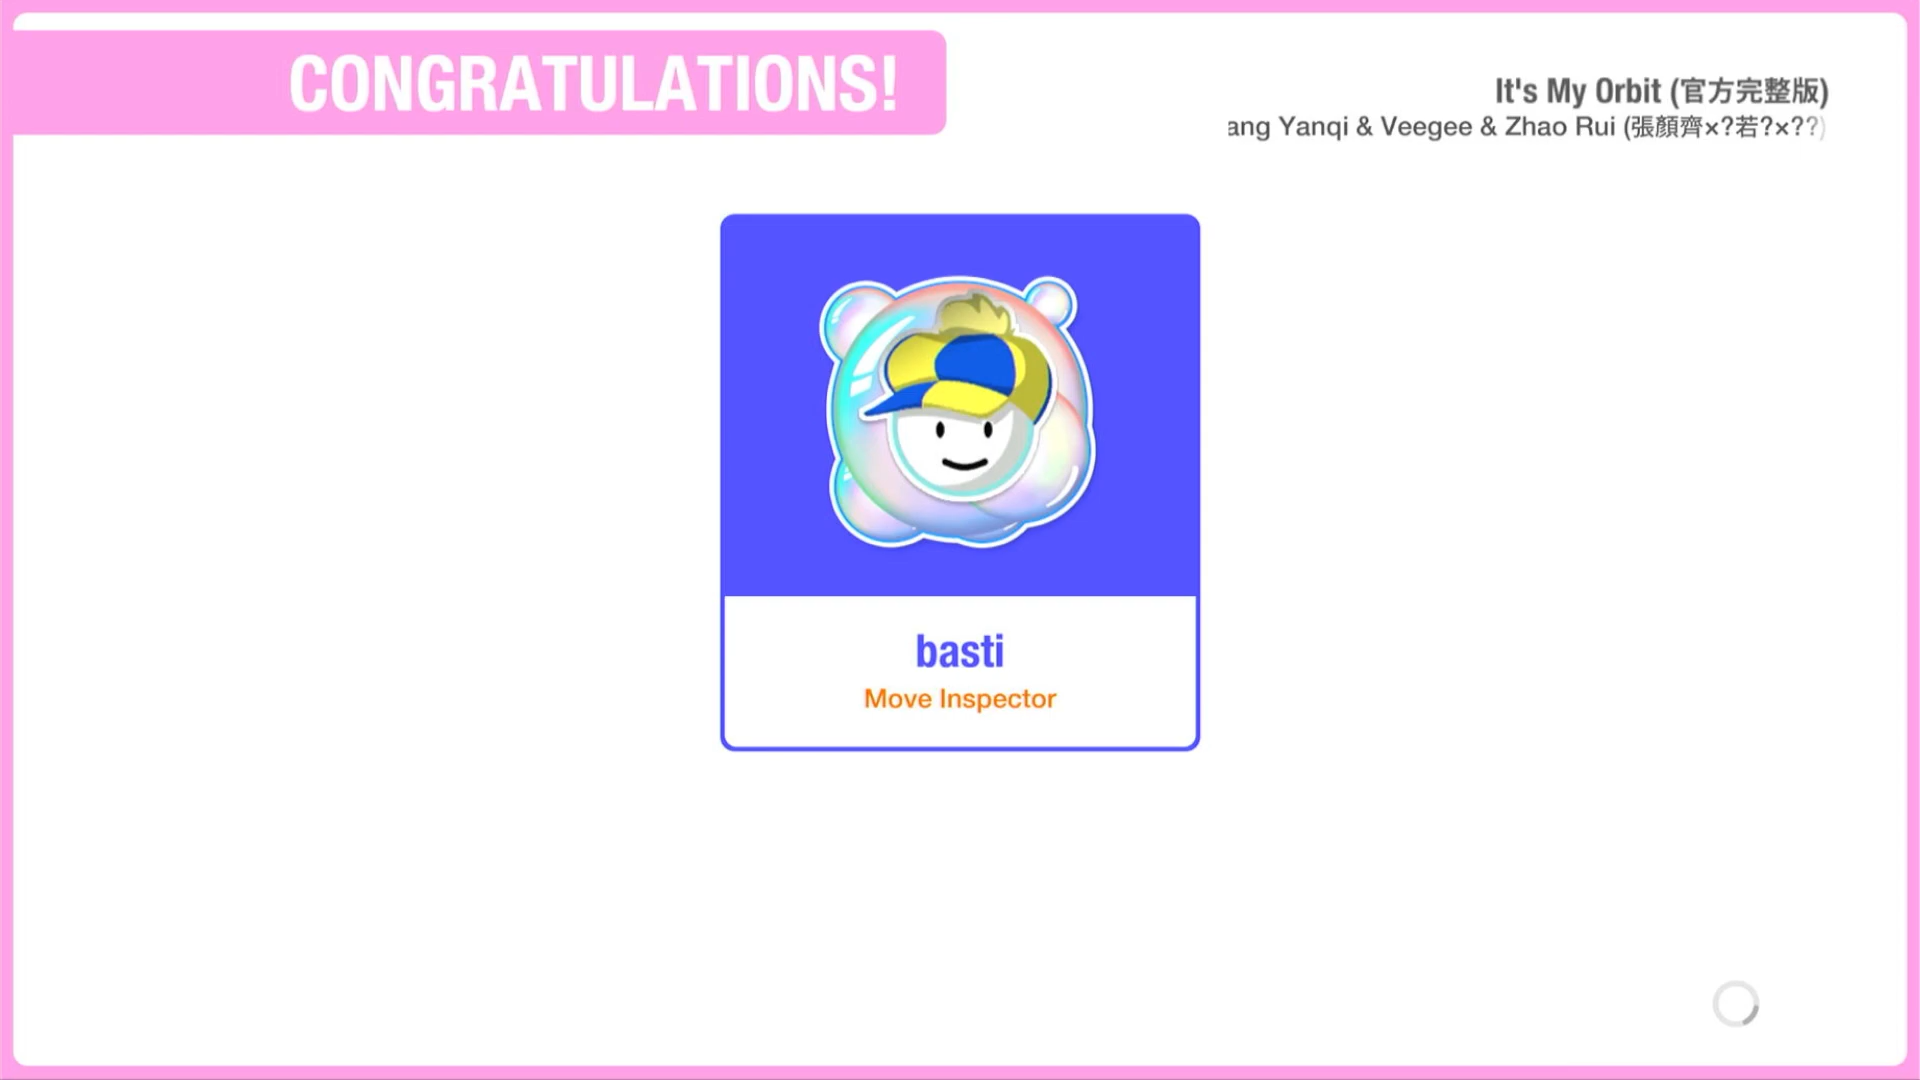 CONGRATULATIONS!
It's My Orbit (官方完整版)
ang Yanqi & Veegee & Zhao Rui (張顏齊×?若?×??)
basti
Move Inspector